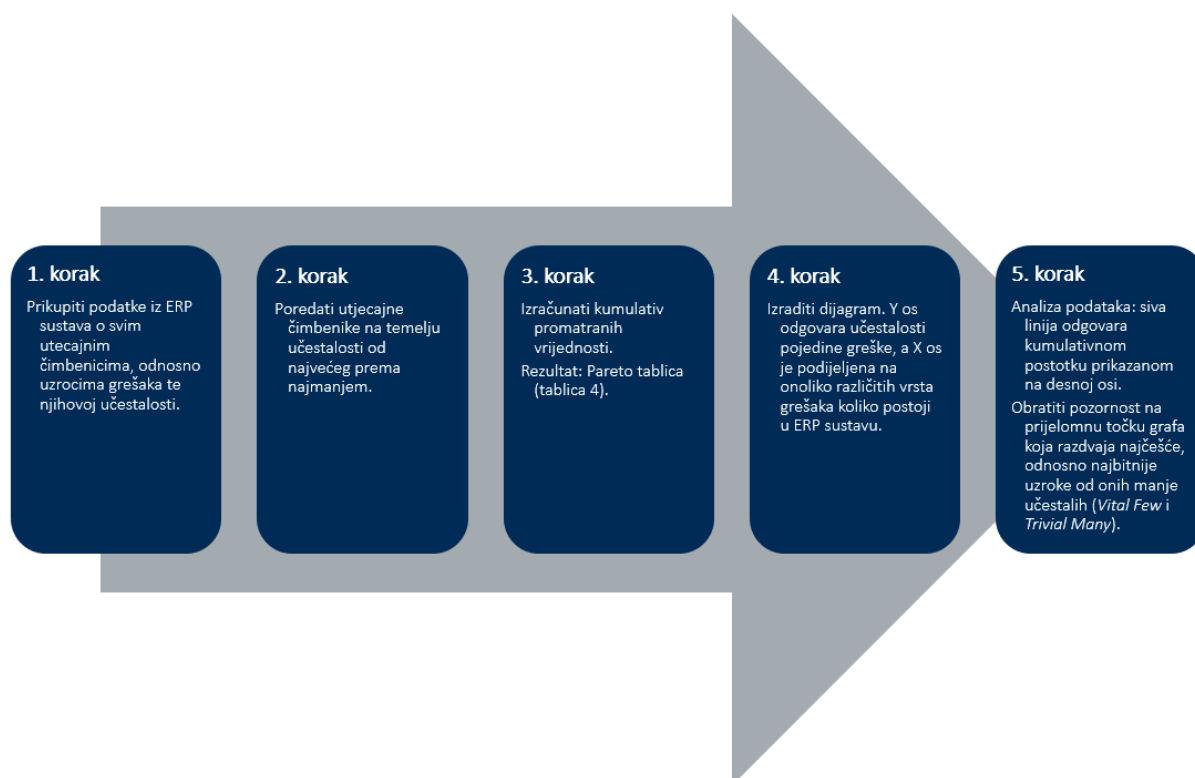 1. korak
Prikupiti podatke iz ERP
sustava o svim
utecajnim
čimbenicima, odnosno
uzrocima grešaka te
njihovoj učestalosti.
2. korak
Poredati utjecajne
čimbenike na temelju
učestalosti od
najvećeg prema
najmanjem.
3. korak
Izračunati kumulativ
promatranih
vrijednosti.
Rezultat: Pareto tablica
(tablica 4).
4. korak
Izraditi dijagram. Y os
odgovara učestalosti
pojedine greške, a X os
je podijeljena na
onoliko različitih vrsta
grešaka koliko postoji
u ERP sustavu.
5. korak
Analiza podataka: siva
linija odgovara
kumulativnom
postotku prikazanom
na desnoj osi.
Obratiti pozornost na
prijelomnu točku grafa
koja razdvaja najčešće,
odnosno najbitnije
uzroke od onih manje
učestalih (Vital Few i
Trivial Many).